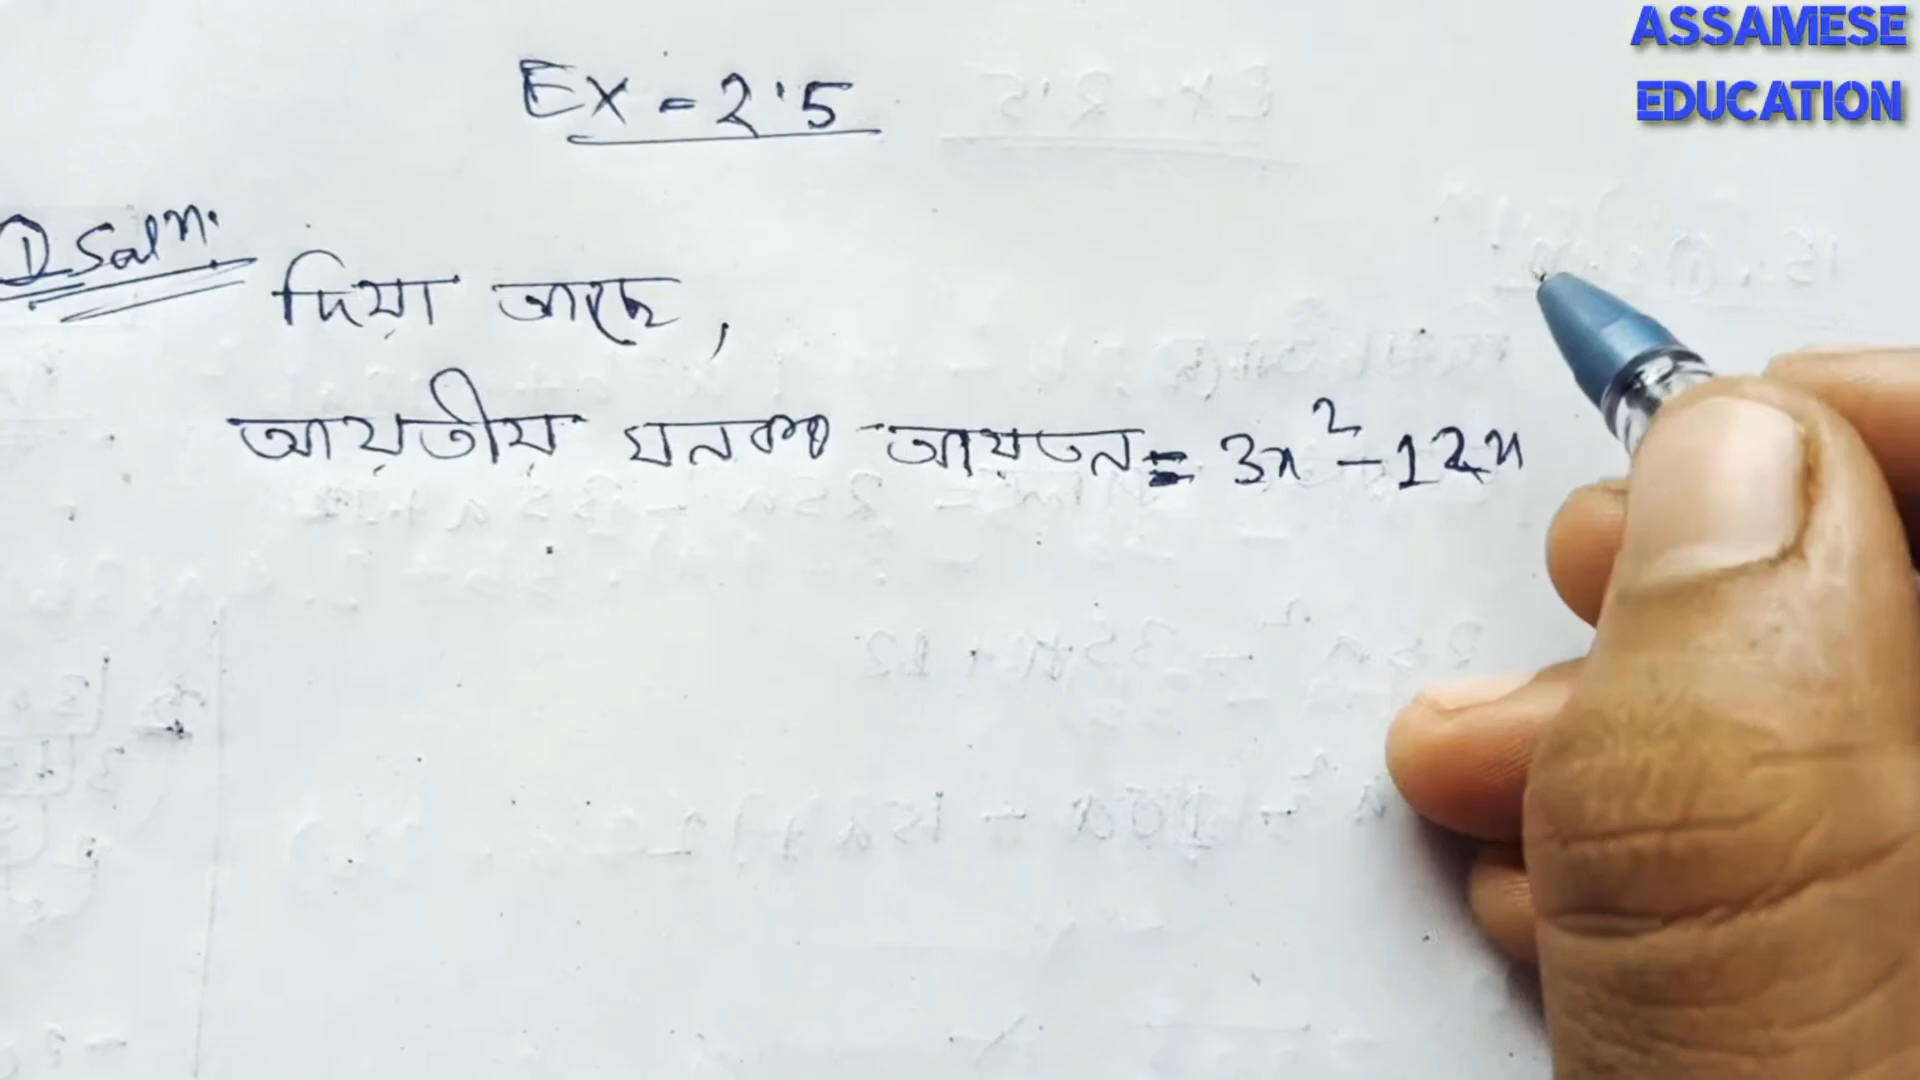 ASSAMESE
EDUCATION
EX - 2.5
① Solⁿ.
দিয়া আছে,
আয়তীয় ঘনকৰ আয়তন = 3x² - 12x